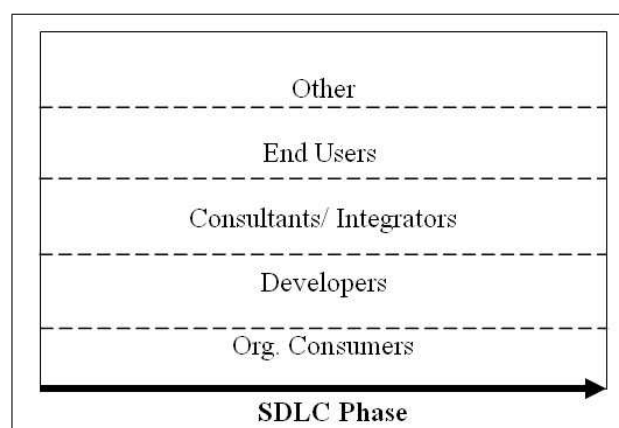 Other
End Users
Consultants/ Integrators
Developers
Org. Consumers
SDLC Phase